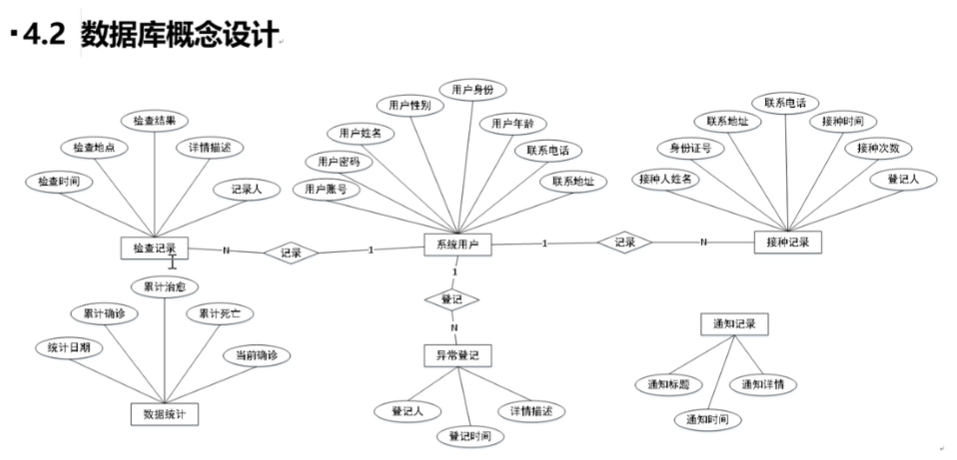 ▪4.2 数据库概念设计
用户身份
用户性别
用户年龄
用户姓名
联系电话
用户密码
联系地址
用户账号
检查结果
检查地点
详情描述
检查时间
记录人
联系电话
联系地址
接种时间
身份证号
接种次数
接种人姓名
登记人
检查记录
N
记录
1
系统用户
1
记录
N
接种记录
1
登记
N
异常登记
登记人
详情描述
登记时间
累计治愈
累计确诊
累计死亡
统计日期
当前确诊
数据统计
通知记录
通知标题
通知详情
通知时间